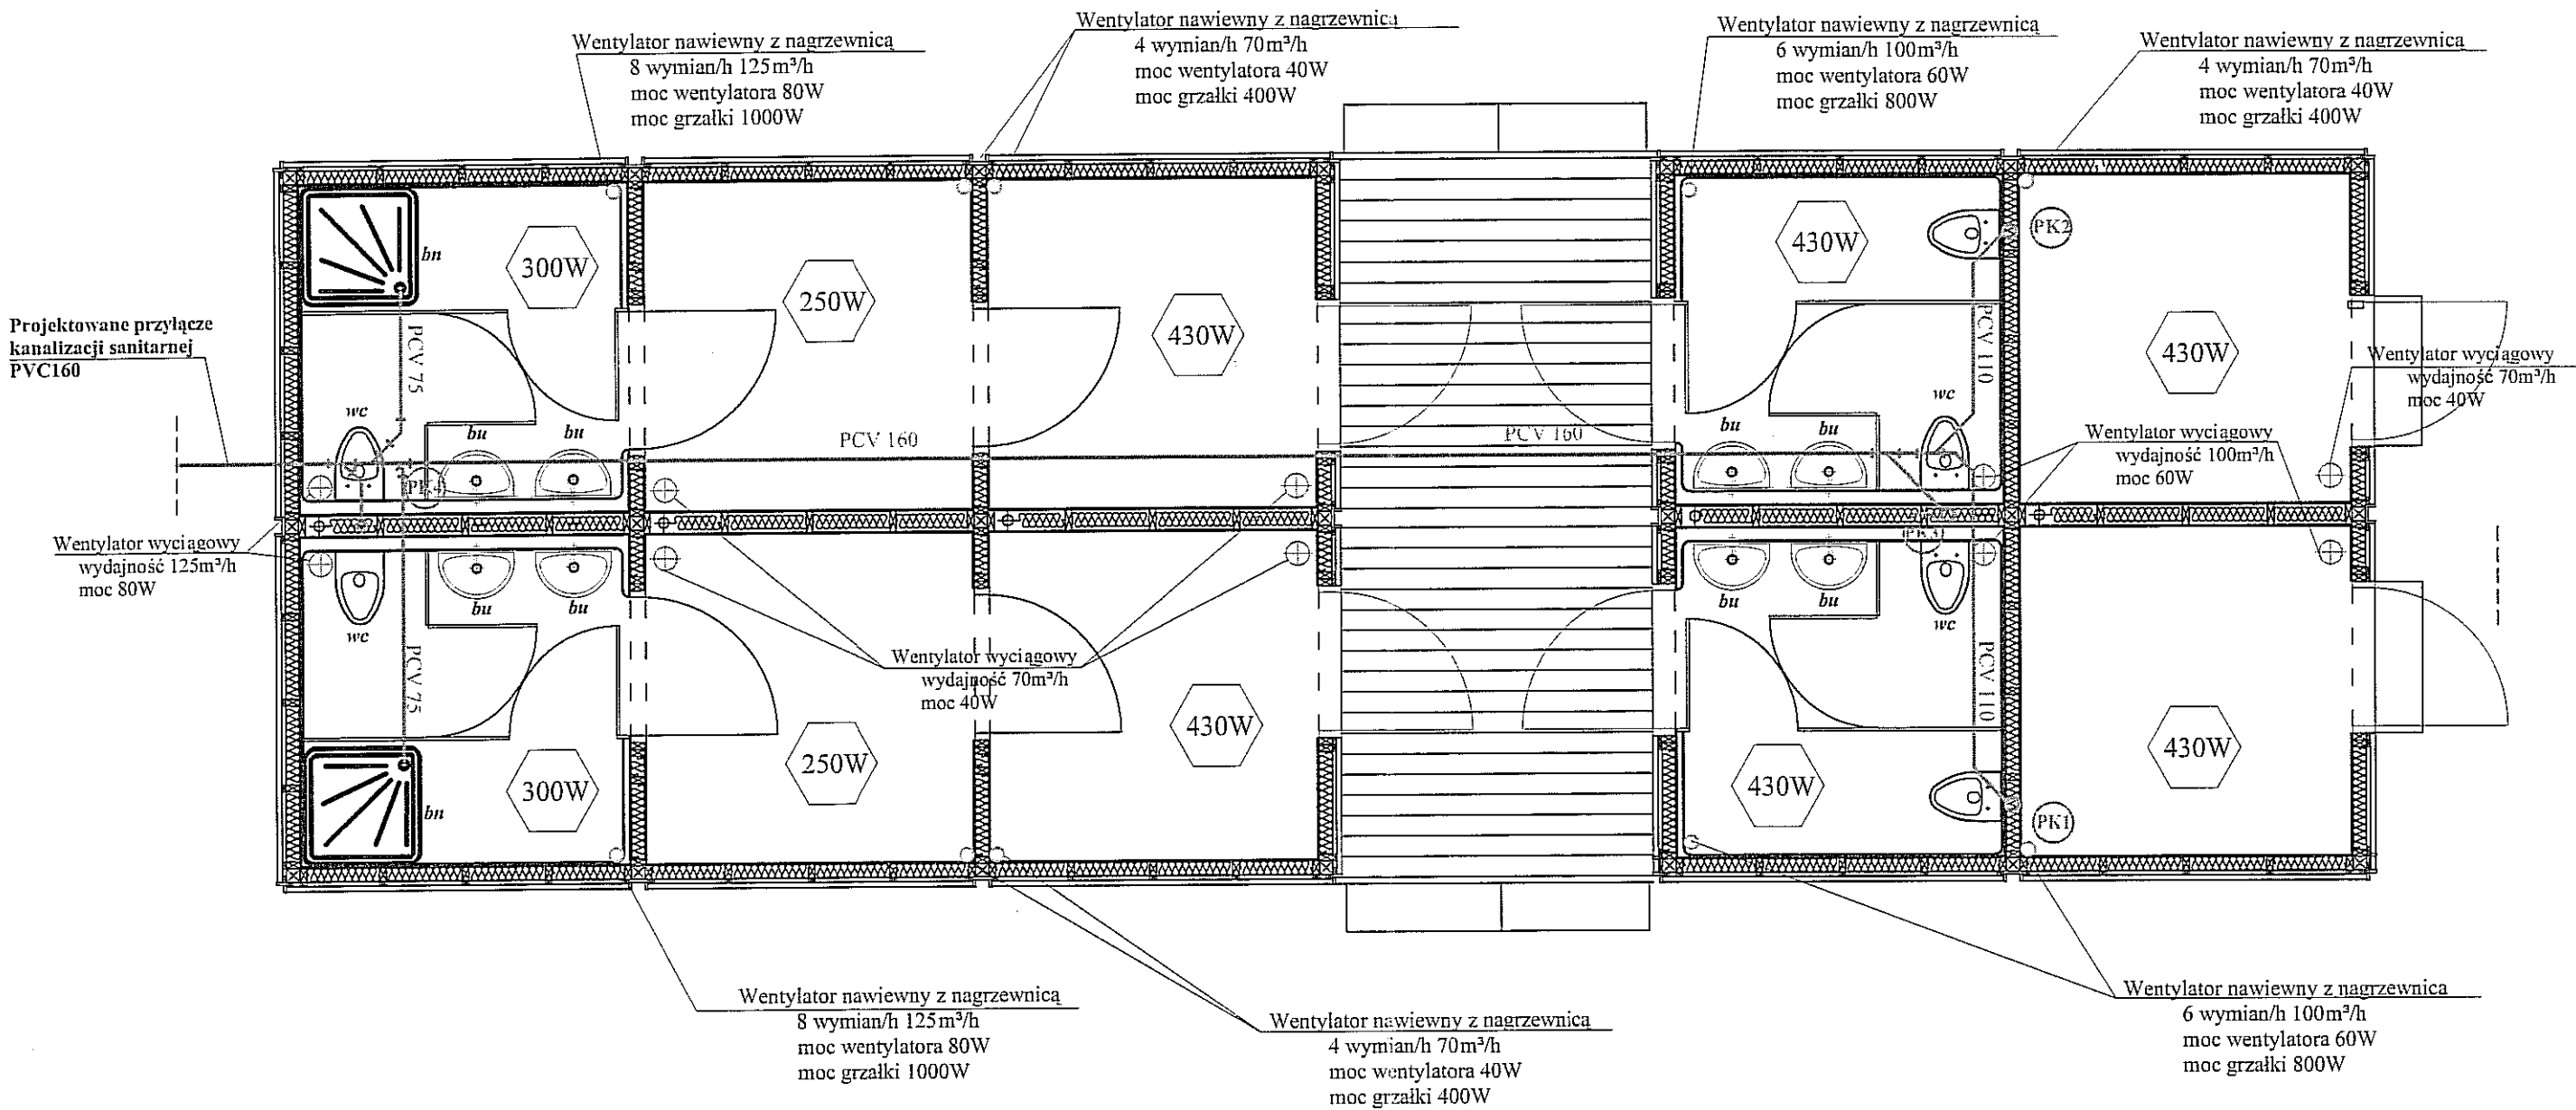 Wentylator nawiewny z nagrzewnicą
8 wymian/h 125m³/h
moc wentylatora 80W
moc grzałki 1000W
Wentylator nawiewny z nagrzewnicą
4 wymian/h 70m³/h
moc wentylatora 40W
moc grzałki 400W
Wentylator nawiewny z nagrzewnicą
6 wymian/h 100m³/h
moc wentylatora 60W
moc grzałki 800W
Wentylator nawiewny z nagrzewnicą
4 wymian/h 70m³/h
moc wentylatora 40W
moc grzałki 400W
Projektowane przyłącze
kanalizacji sanitarnej
PVC160
bn
300W
250W
430W
430W
PK2
430W
PCV 75
PCV 110
wc
bu
bu
PCV 160
PCV 160
bu
bu
wc
Wentylator wyciągowy
wydajność 70m³/h
moc 40W
Wentylator wyciągowy
wydajność 100m³/h
moc 60W
PK4
PK3
Wentylator wyciągowy
wydajność 125m³/h
moc 80W
wc
bu
bu
bu
bu
wc
PCV 75
PCV 110
Wentylator wyciągowy
wydajność 70m³/h
moc 40W
bn
300W
250W
430W
430W
PK1
430W
Wentylator nawiewny z nagrzewnicą
8 wymian/h 125m³/h
moc wentylatora 80W
moc grzałki 1000W
Wentylator nawiewny z nagrzewnicą
4 wymian/h 70m³/h
moc wentylatora 40W
moc grzałki 400W
Wentylator nawiewny z nagrzewnica
6 wymian/h 100m³/h
moc wentylatora 60W
moc grzałki 800W